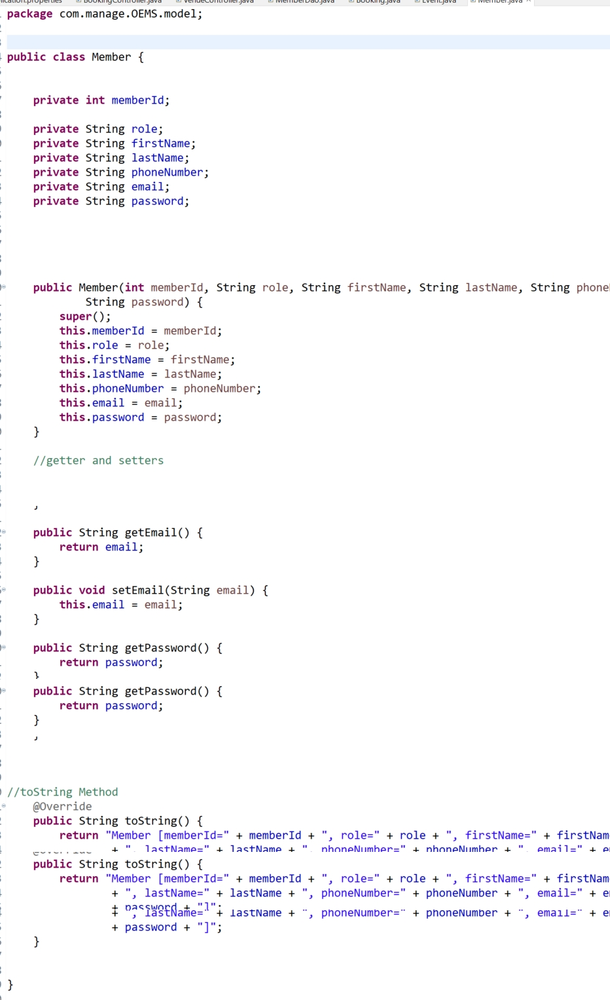 BookingController.java VenueController.java MemberDao.java Booking.java Event.java Member.java
package com.manage.OEMS.model;
public class Member {
private int memberId;
private String role;
private String firstName;
private String lastName;
private String phoneNumber;
private String email;
private String password;
public Member(int memberId, String role, String firstName, String lastName, String
String password) {
super();
this.memberId = memberId;
this.role = role;
this.firstName = firstName;
this.lastName = lastName;
this.phoneNumber = phoneNumber;
this.email = email;
this.password = password;
}
//getter and setters
public String getEmail() {
return email;
}
public void setEmail(String email) {
this.email = email;
}
public String getPassword() {
return password;
}
public String getPassword() {
return password;
}
//toString Method
@Override
public String toString() {
return "Member [memberId=" + memberId + ", role=" + role + ", firstName=" +
+ ", lastName=" + lastName + ", phoneNumber=" + phoneNumber + ", email=" +
@Override
public String toString() {
return "Member [memberId=" + memberId + ", role=" + role + ", firstName=" +
+ ", lastName=" + lastName + ", phoneNumber=" + phoneNumber + ", email=" +
+ password + "]";
+ ", lastName=" + lastName + ", phoneNumber=" + phoneNumber + ", email=" +
+ password + "]";
}
}